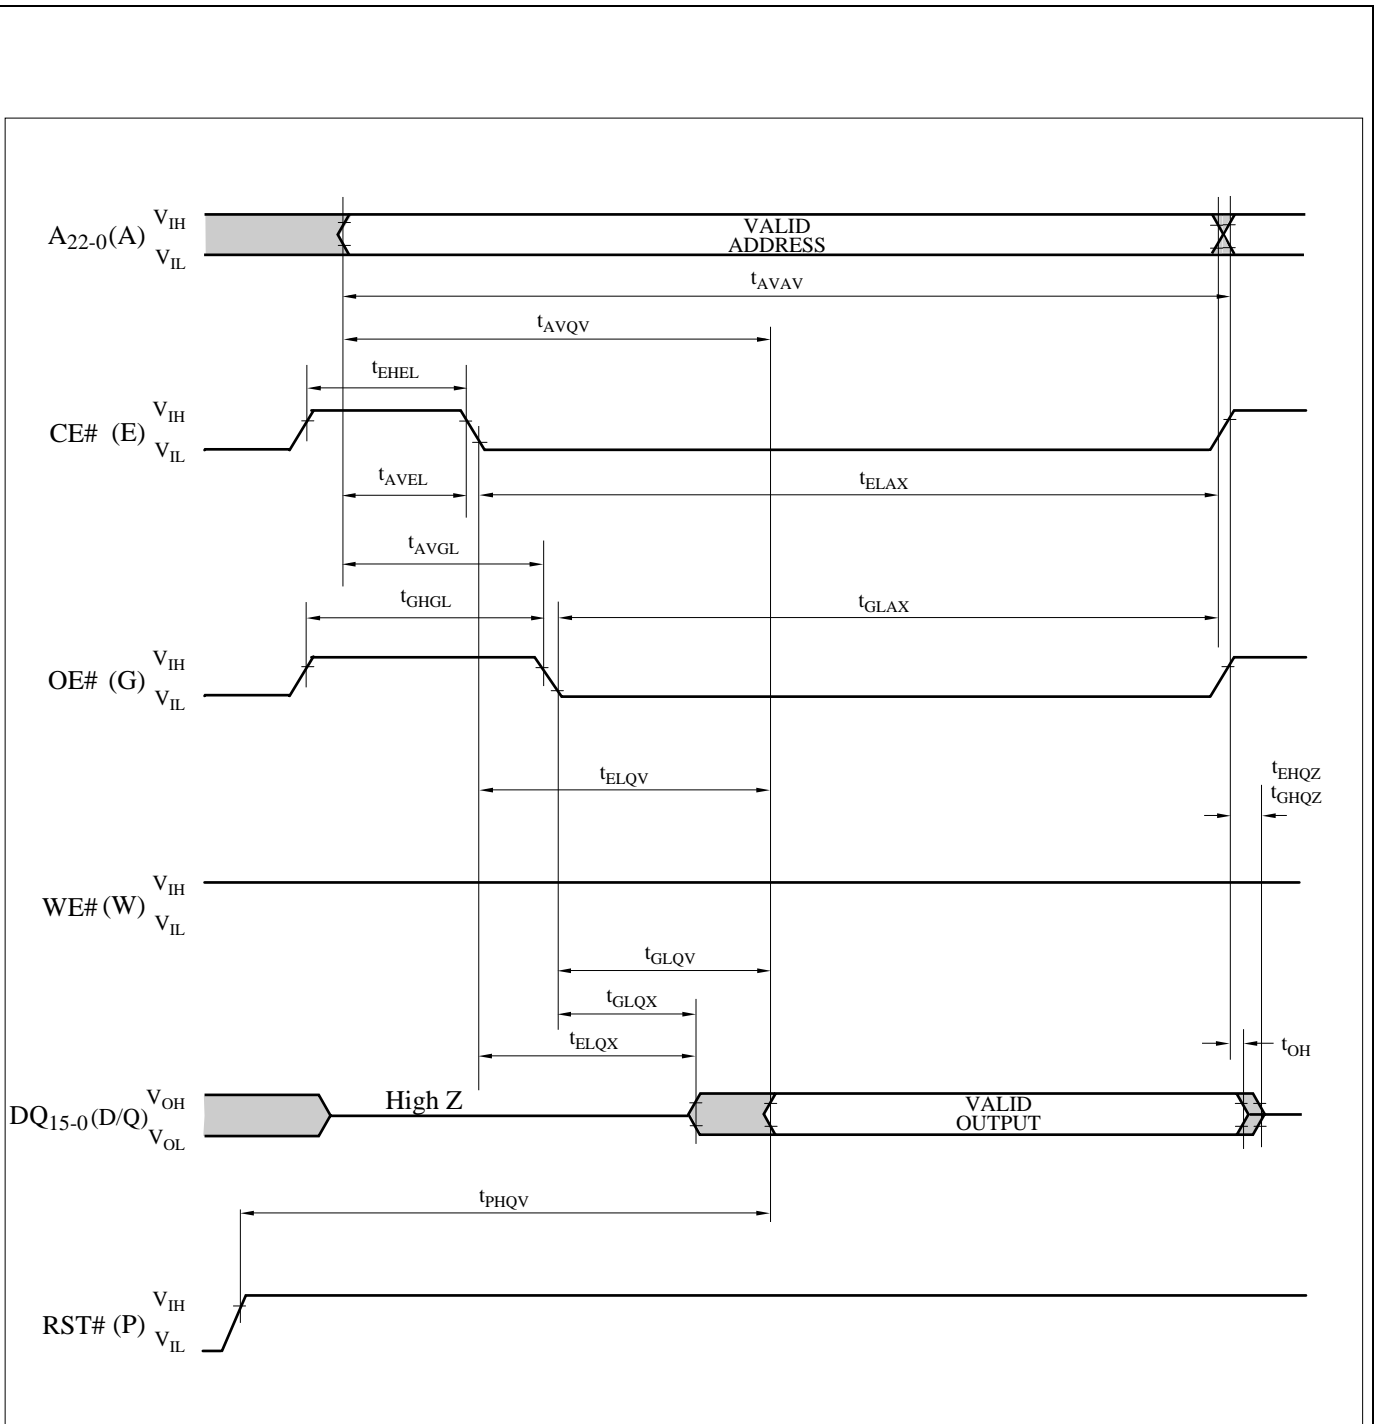 A22-0(A) VIH
VIL
VALID
ADDRESS
tAVAV
tAVQV
tEHEL
CE# (E) VIH
VIL
tAVEL
tELAX
tAVGL
tGHGL
tGLAX
OE# (G) VIH
VIL
tELQV
tEHQZ
tGHQZ
WE# (W) VIH
VIL
tGLQV
tGLQX
tELQX
tOH
DQ15-0(D/Q) VOH
VOL
High Z
VALID
OUTPUT
tPHQV
RST# (P) VIH
VIL